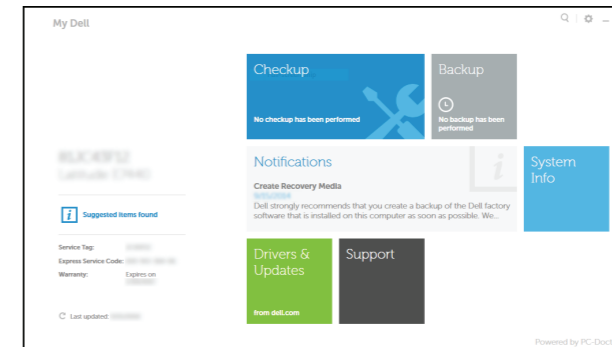 My Dell
Checkup
No checkup has been performed
Backup
No backup has been
performed
Notifications
Create Recovery Media
Dell strongly recommends that you create a backup of the Dell factory
software that is installed on this computer as soon as possible. We...
System
Info
Drivers &
Updates
from dell.com
Support
Suggested items found
Service Tag:
Express Service Code:
Warranty: Expires on
Last updated:
Powered by PC-Doct